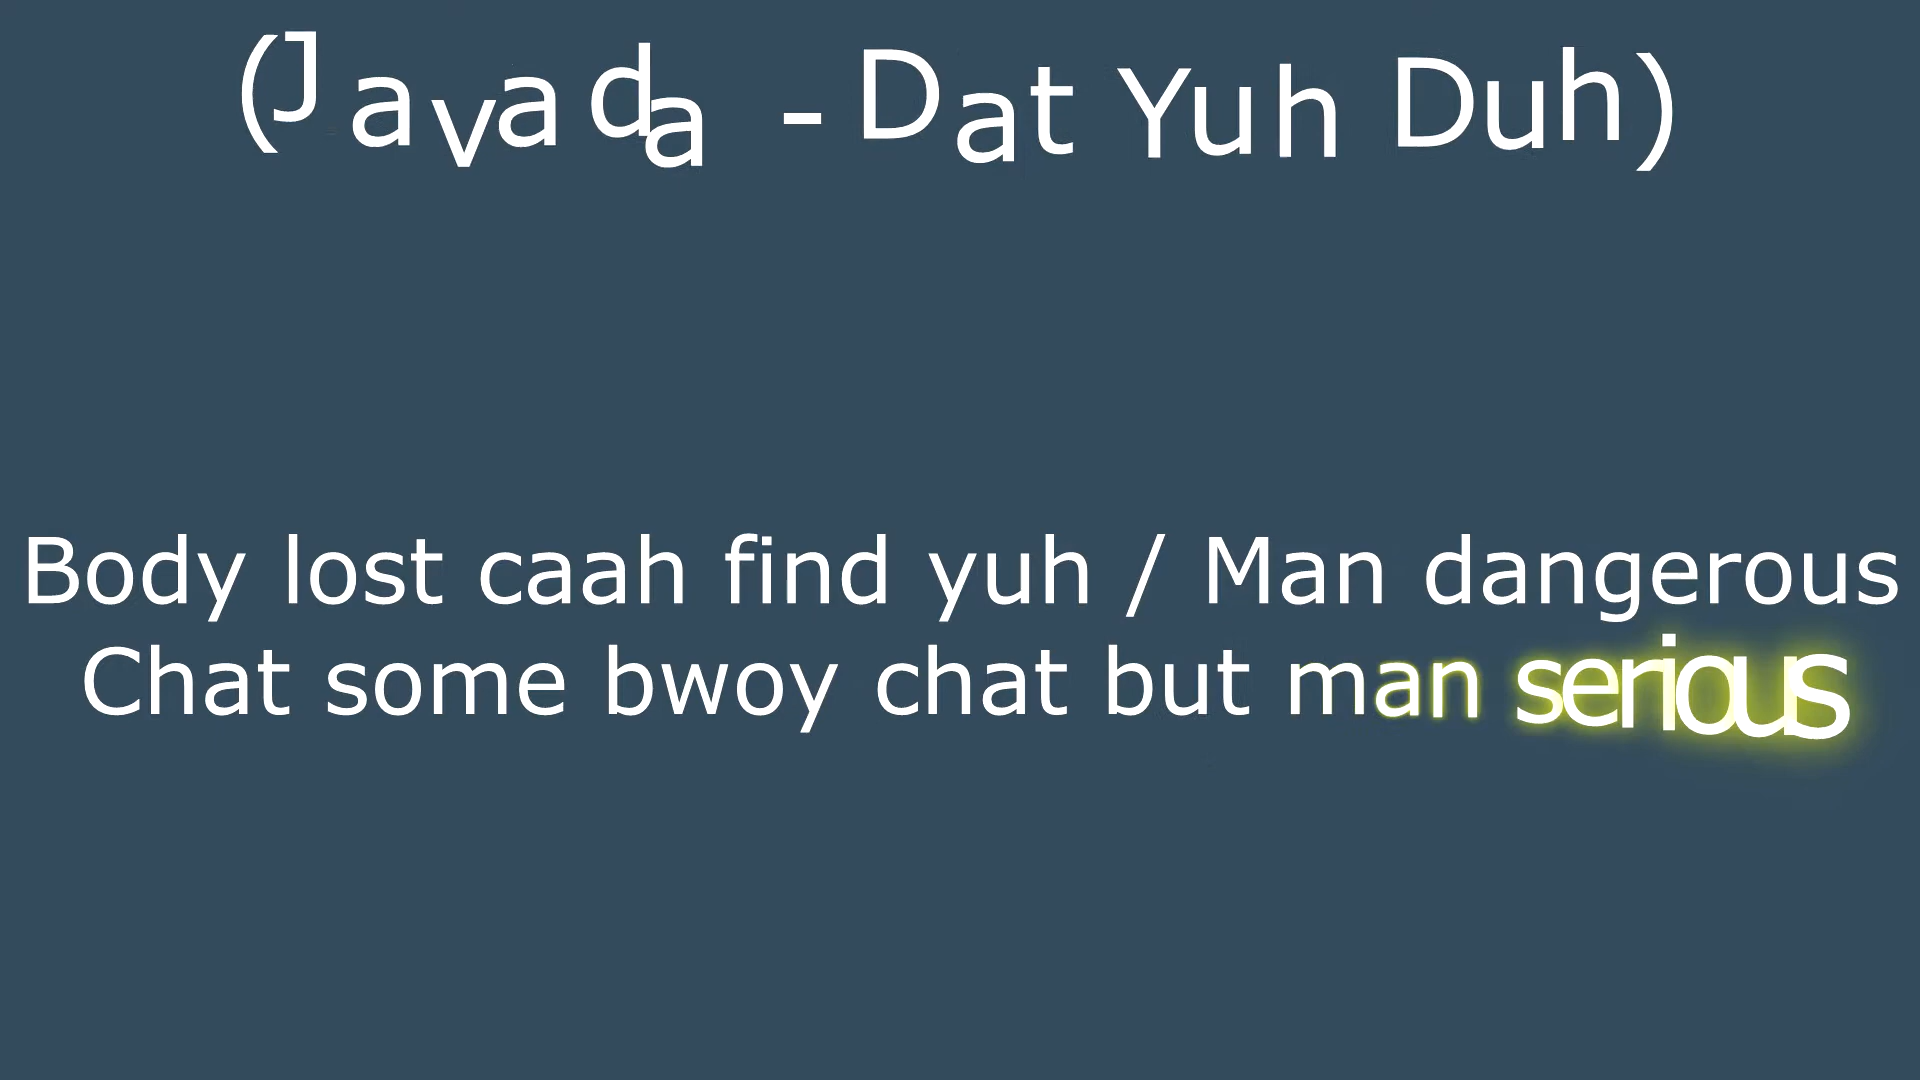 (Javada - Dat Yuh Duh)
Body lost caah find yuh / Man dangerous
Chat some bwoy chat but man serious